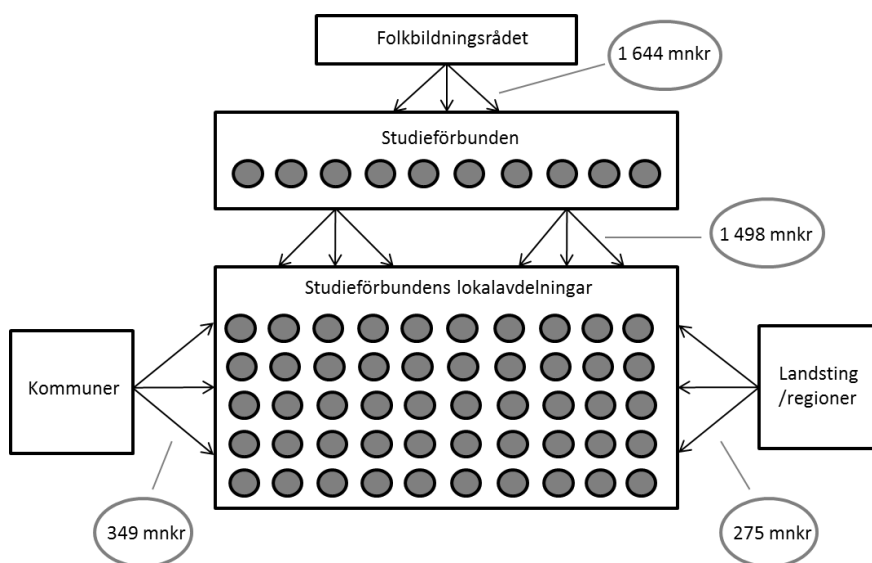 Folkbildningsrådet
1 644 mnkr
Studieförbunden
1 498 mnkr
Studieförbundens lokalavdelningar
Kommuner
Landsting
/regioner
349 mnkr
275 mnkr